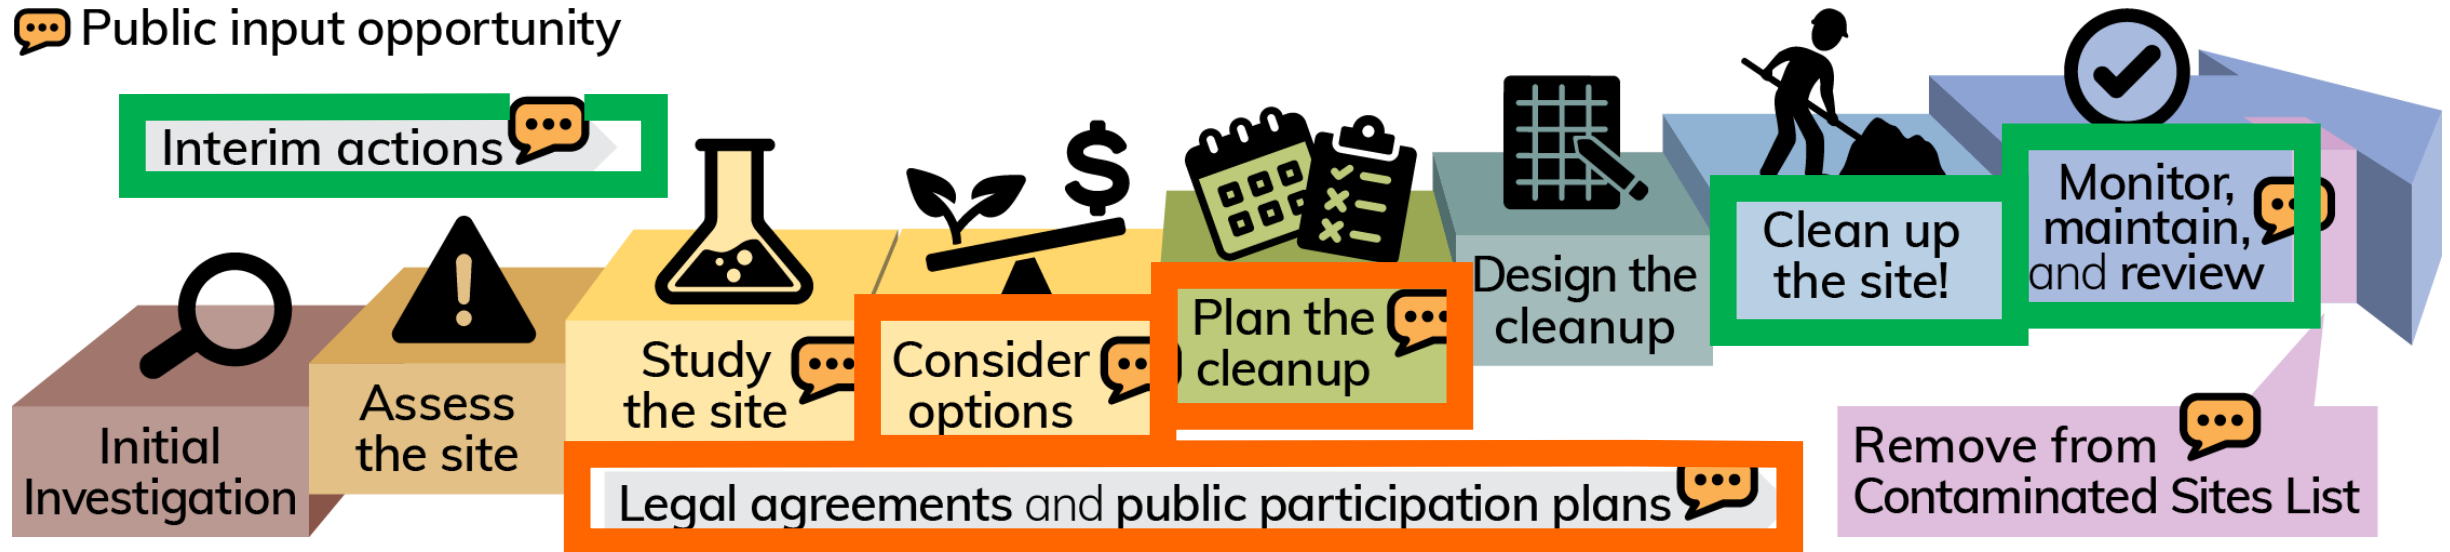 Public input opportunity
Interim actions
Initial
Investigation
Assess
the site
Study
the site
Consider
options
Plan the
cleanup
Design the
cleanup
Clean up
the site!
Monitor,
maintain,
and review
Legal agreements and public participation plans
Remove from
Contaminated Sites List